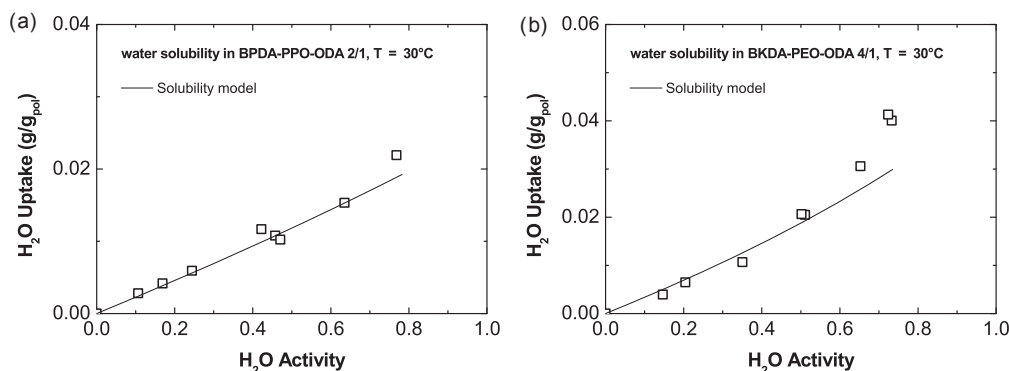 (a)
0.04
water solubility in BPDA-PPO-ODA 2/1, T = 30°C
Solubility model
0.02
0.00
0.0 0.2 0.4 0.6 0.8 1.0
H₂O Uptake (g/g_pol)
H₂O Activity
(b)
0.06
water solubility in BKDA-PEO-ODA 4/1, T = 30°C
Solubility model
0.04
0.02
0.00
0.0 0.2 0.4 0.6 0.8 1.0
H₂O Uptake (g/g_pol)
H₂O Activity